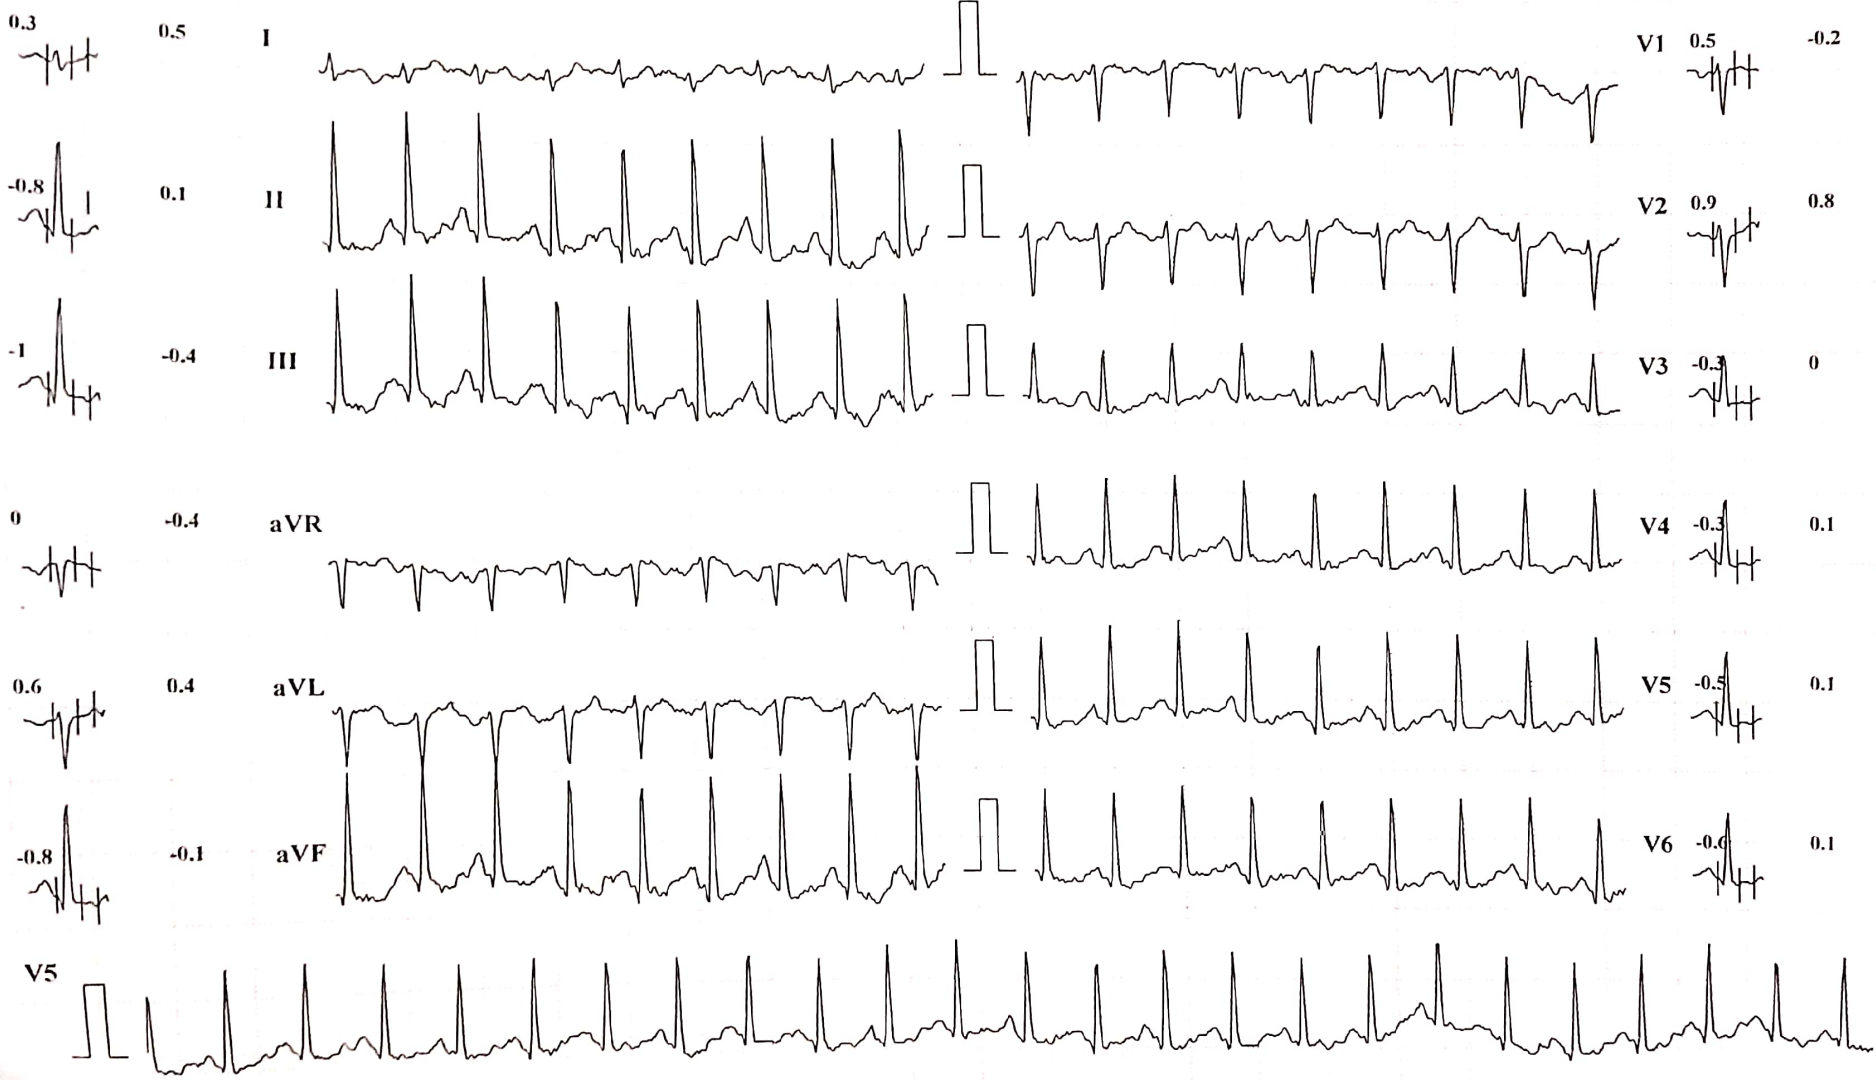 0.3 0.5 I V1 0.5 -0.2
-0.8 0.1 II V2 0.9 0.8
-1 -0.4 III V3 -0.3 0
0 -0.4 aVR V4 -0.3 0.1
0.6 0.4 aVL V5 -0.5 0.1
-0.8 -0.1 aVF V6 -0.6 0.1
V5